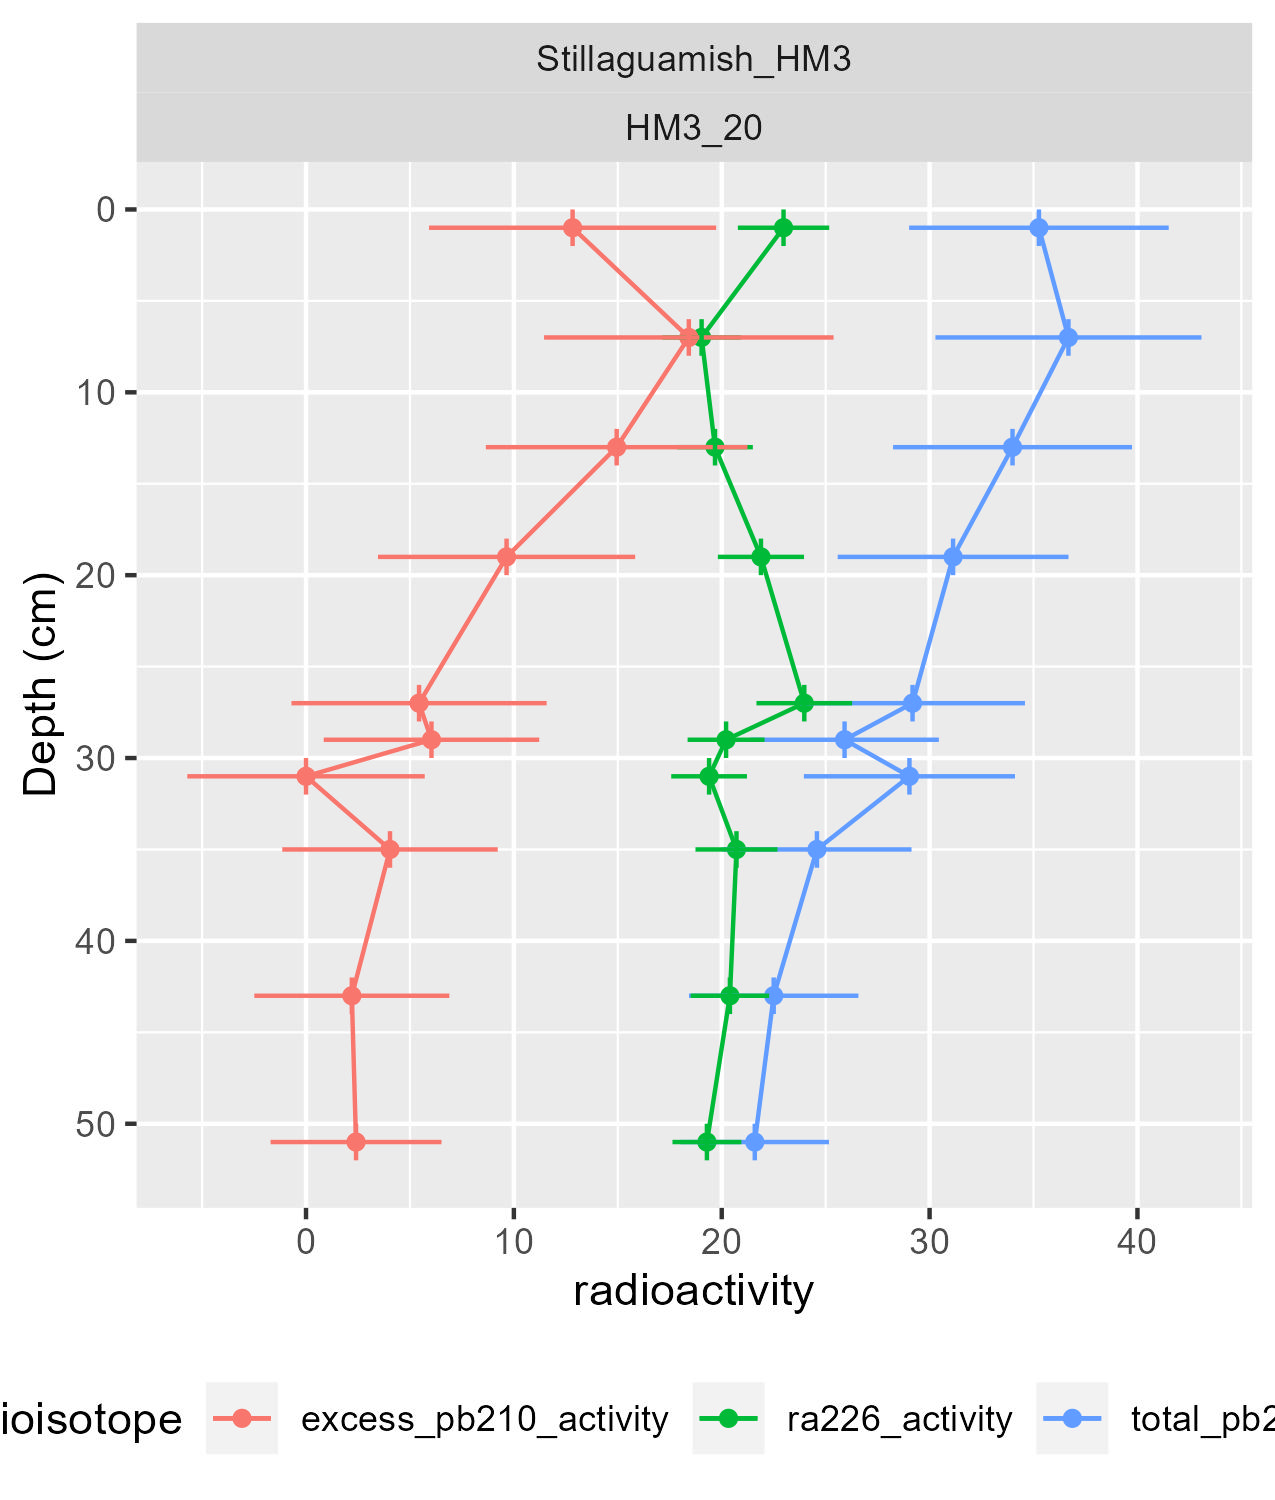 Stillaguamish_HM3
HM3_20
0
10
20
30
40
50
Depth (cm)
0 10 20 30 40
radioactivity
ioisotope excess_pb210_activity ra226_activity total_pb2